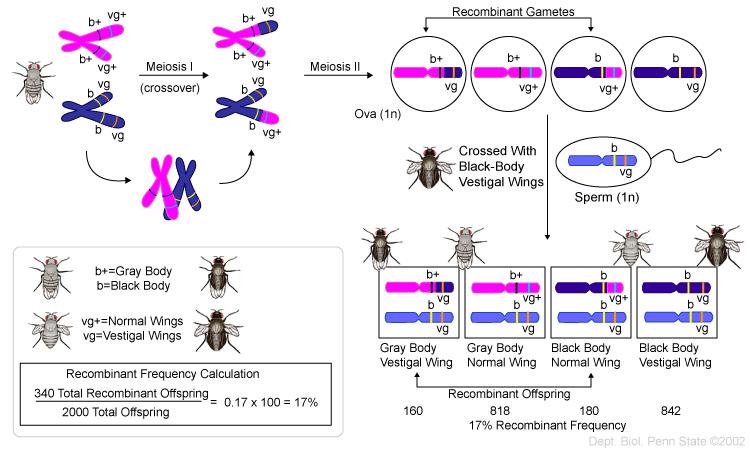 Recombinant Gametes
b+
vg+
b+
vg+
vg
b
b
vg
Meiosis I
(crossover)
b+
vg
b+
vg+
vg
b
b
vg+
Meiosis II
Ova (1n)
b+
vg
vg+
b
vg+
b
vg
Crossed With
Black-Body
Vestigal Wings
b
vg
Sperm (1n)
b+=Gray Body
b=Black Body
vg+=Normal Wings
vg=Vestigal Wings
Recombinant Frequency Calculation
340 Total Recombinant Offspring
2000 Total Offspring
= 0.17 x 100 = 17%
b+
vg
b
vg
b+
vg+
b
vg
b
vg+
b
vg
b
vg
b
vg
Gray Body
Vestigal Wing
Gray Body
Normal Wing
Black Body
Normal Wing
Black Body
Vestigal Wing
Recombinant Offspring
160 818 180 842
17% Recombinant Frequency
Dept. Biol. Penn State ©2002